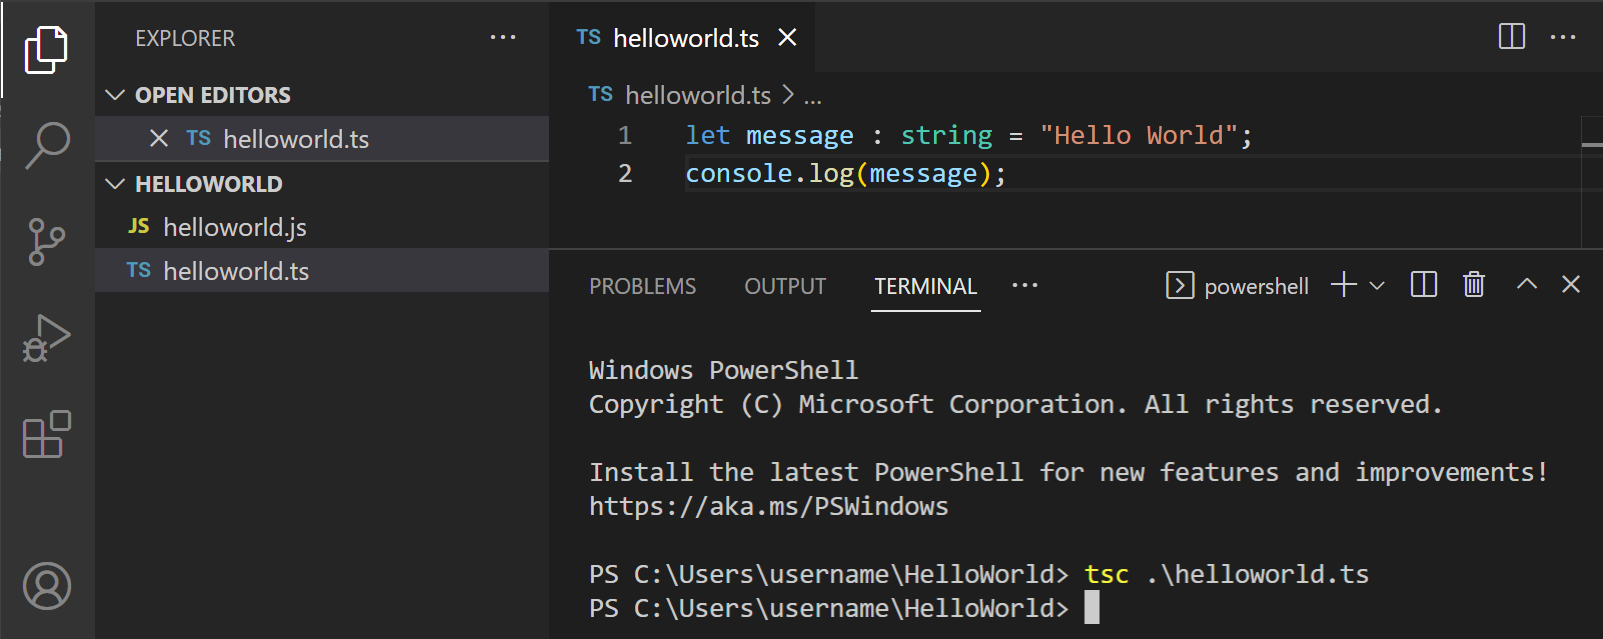 EXPLORER ...
OPEN EDITORS
TS helloworld.ts
HELLOWORLD
JS helloworld.js
TS helloworld.ts
TS helloworld.ts
TS helloworld.ts > ...
1 let message : string = "Hello World";
2 console.log(message);
PROBLEMS OUTPUT TERMINAL ... powershell
Windows PowerShell
Copyright (C) Microsoft Corporation. All rights reserved.
Install the latest PowerShell for new features and improvements!
https://aka.ms/PSWindows
PS C:\Users\username\HelloWorld> tsc .\helloworld.ts
PS C:\Users\username\HelloWorld>